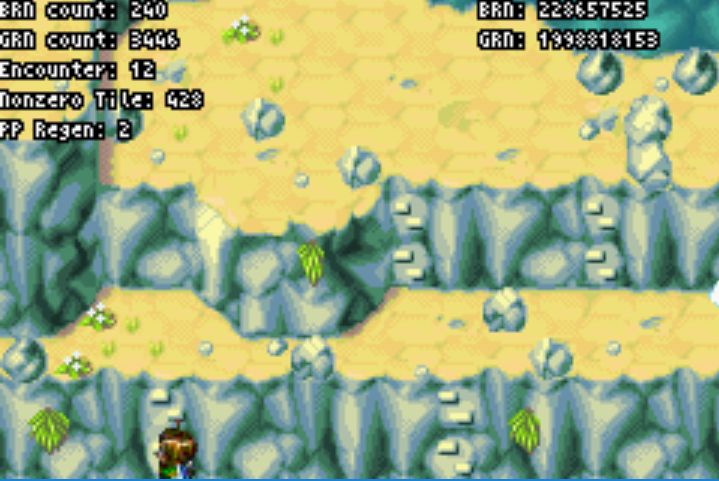 BRN count: 240
GRN count: 3446
Encounter: 12
Nonzero Tile: 428
PP Regen: 2
BRN: 228657525
GRN: 1998818153